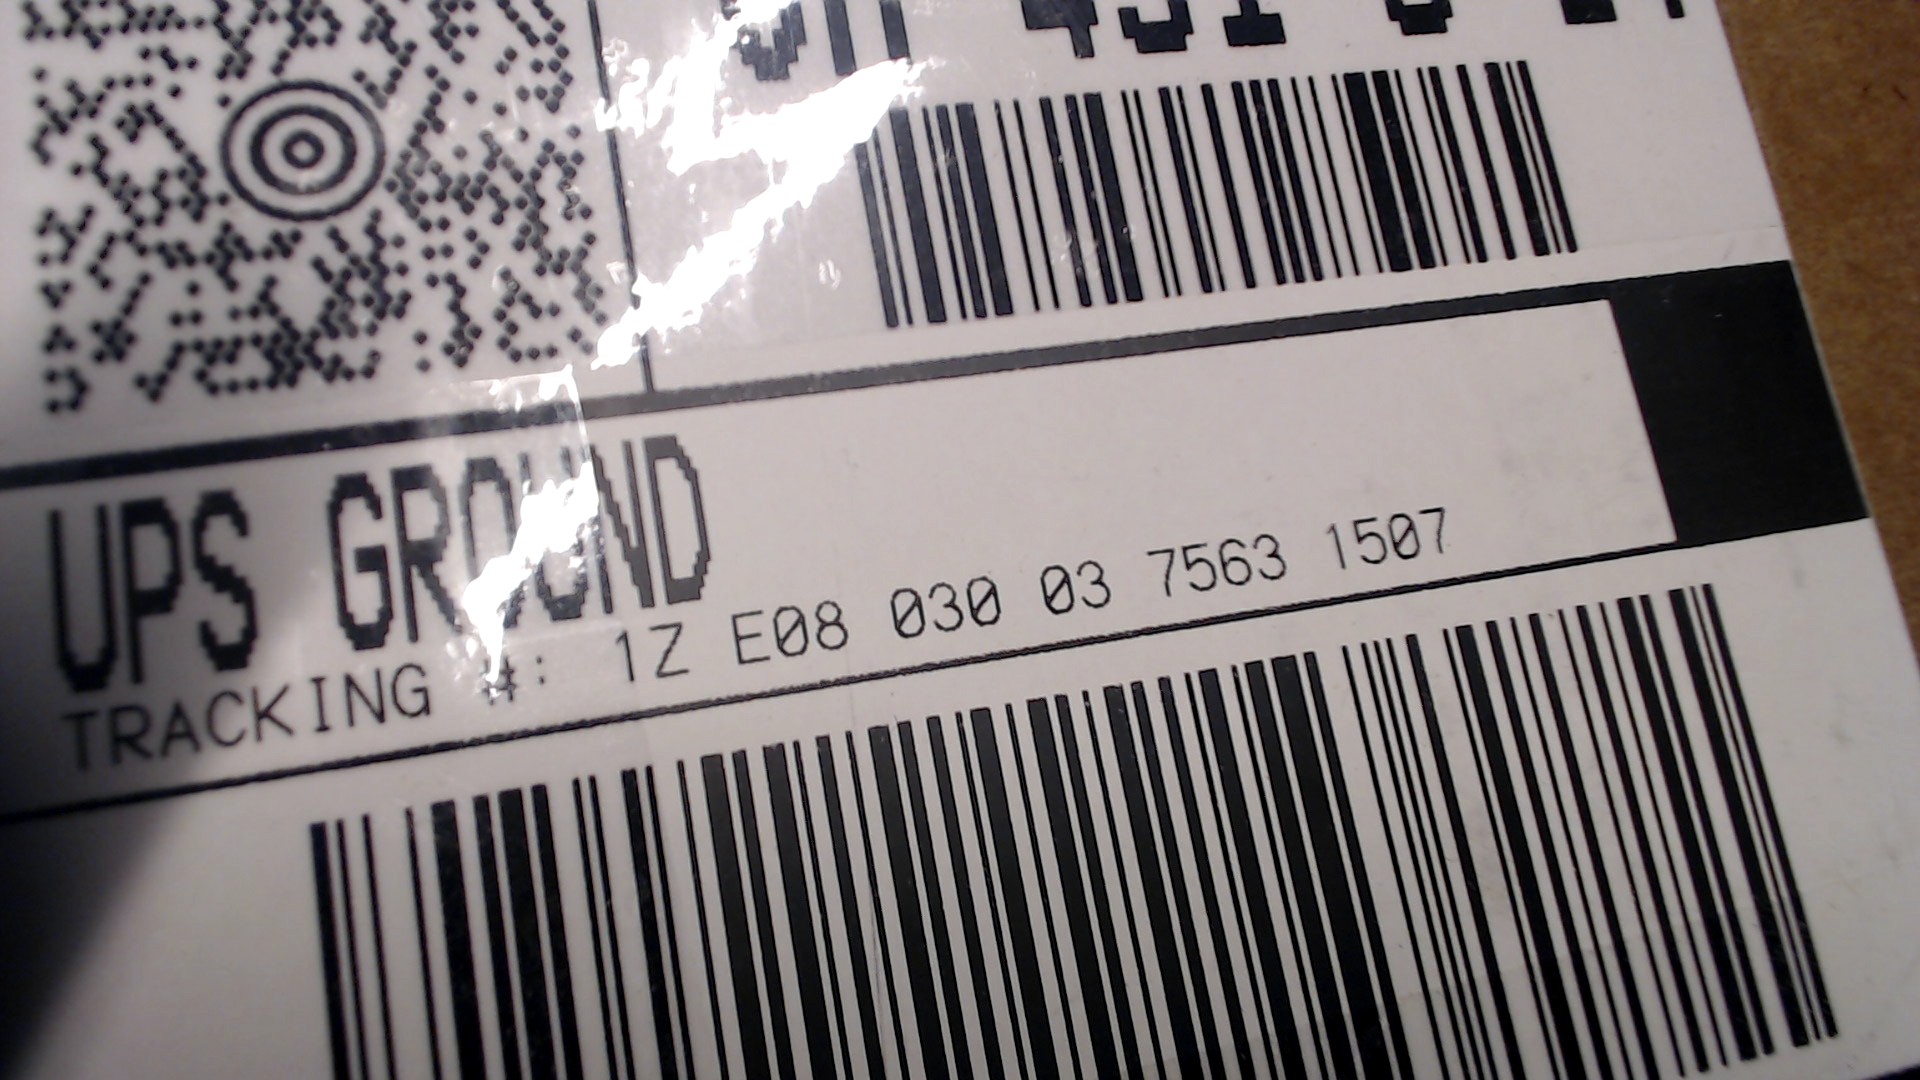 UPS GROUND
TRACKING #: 1Z E08 030 03 7563 1507